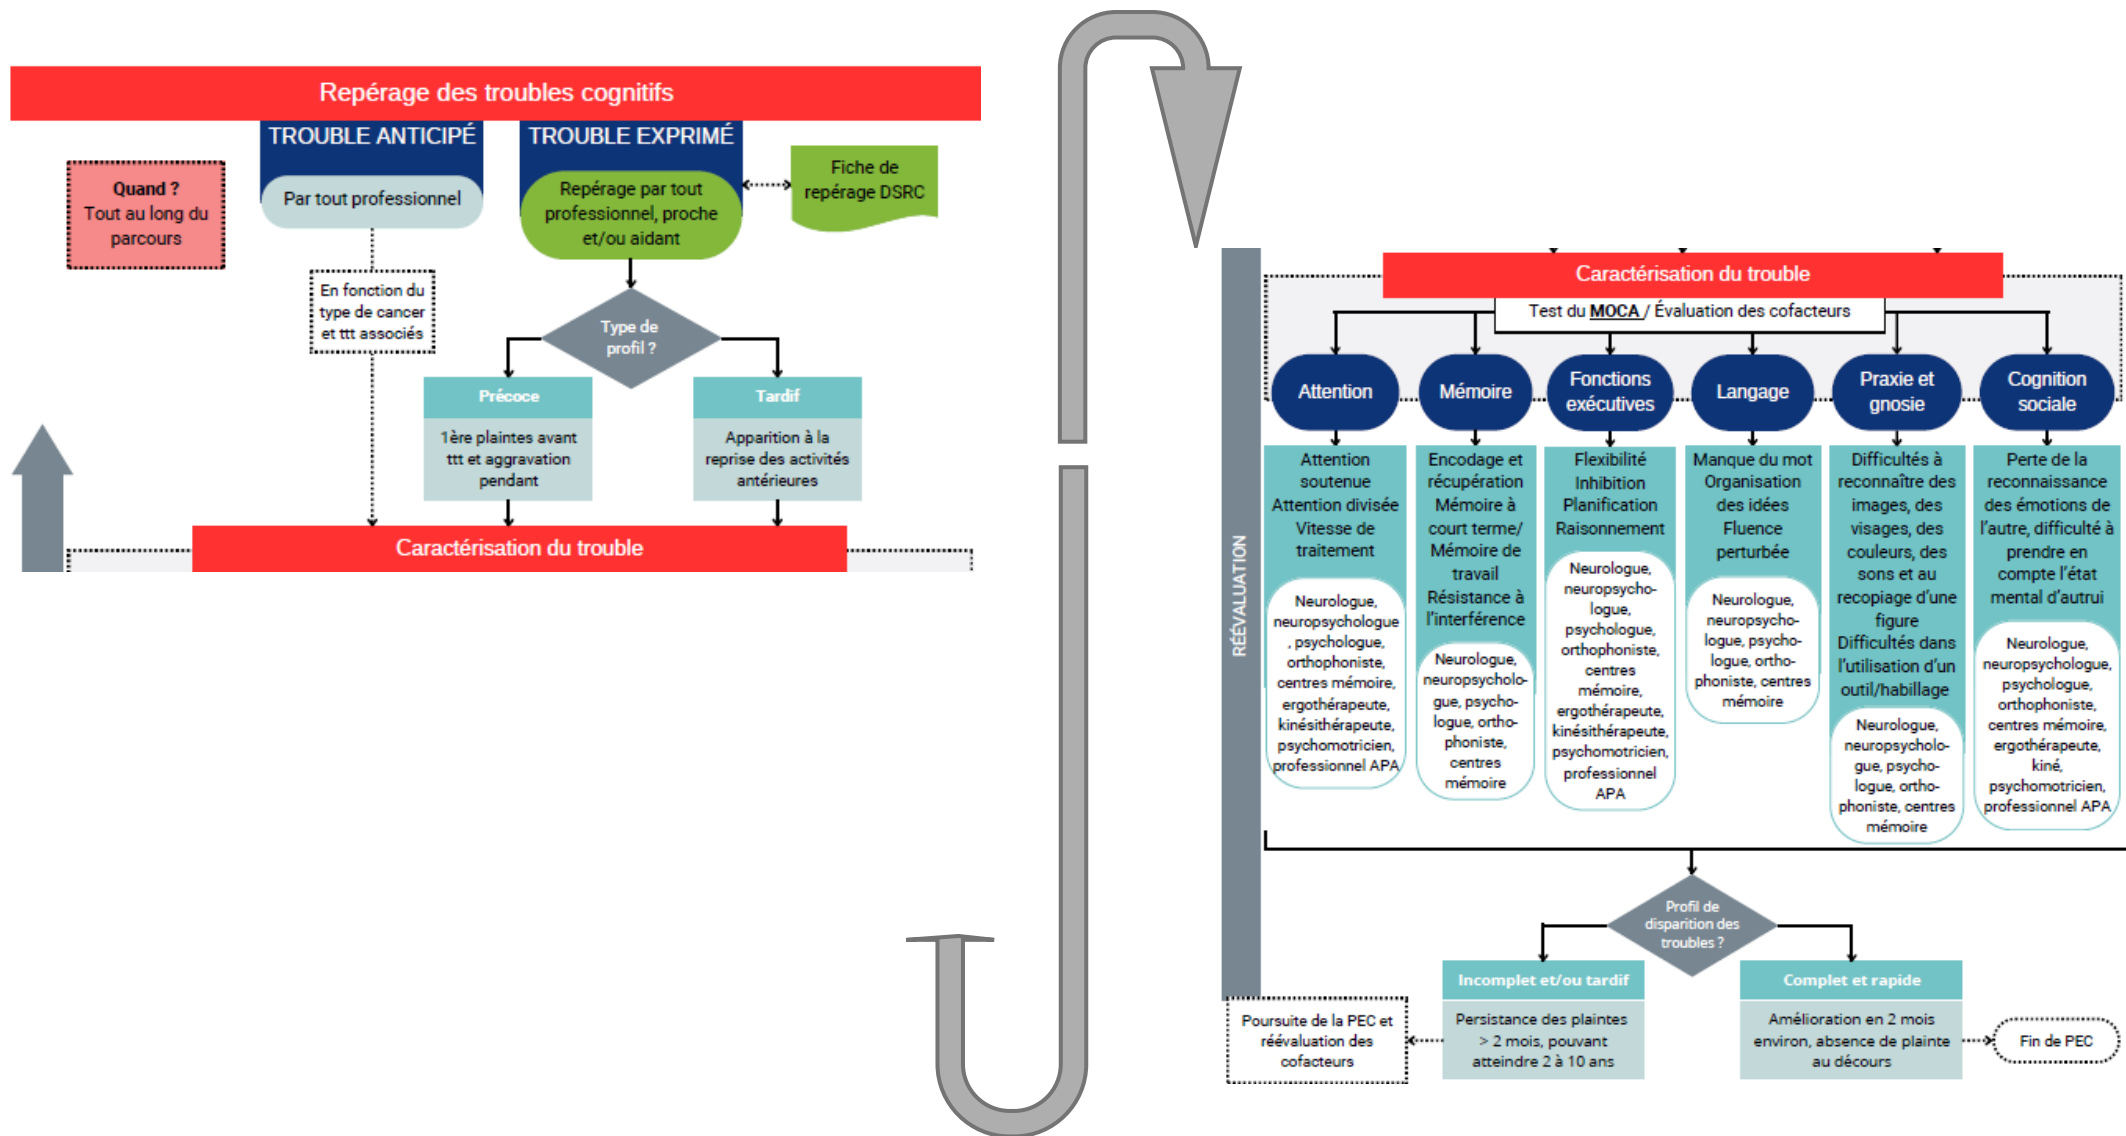 Repérage des troubles cognitifs
TROUBLE ANTICIPÉ
TROUBLE EXPRIMÉ
Quand ?
Tout au long du
parcours
Par tout professionnel
Repérage par tout
professionnel, proche
et/ou aidant
Fiche de
repérage DSRC
En fonction du
type de cancer
et ttt associés
Type de
profil ?
Précoce
1ère plaintes avant
ttt et aggravation
pendant
Tardif
Apparition à la
reprise des activités
antérieures
Caractérisation du trouble
RÉÉVALUATION
Caractérisation du trouble
Test du MOCA / Évaluation des cofacteurs
Attention
Attention
soutenue
Attention divisée
Vitesse de
traitement
Neurologue,
neuropsychologue
, psychologue,
orthophoniste,
centres mémoire,
ergothérapeute,
kinésithérapeute,
psychomotricien,
professionnel APA
Mémoire
Encodage et
récupération
Mémoire à
court terme/
Mémoire de
travail
Résistance à
l'interférence
Neurologue,
neuropsycholo-
gue, psycho-
logue, ortho-
phoniste,
centres
mémoire
Fonctions
exécutives
Flexibilité
Inhibition
Planification
Raisonnement
Neurologue,
neuropsycho-
logue,
psychologue,
orthophoniste,
centres
mémoire,
ergothérapeute,
kinésithérapeute,
psychomotricien,
professionnel
APA
Langage
Manque du mot
Organisation
des idées
Fluence
perturbée
Neurologue,
neuropsycho-
logue, psycho-
logue, ortho-
phoniste, centres
mémoire
Praxie et
gnosie
Difficultés à
reconnaître des
images, des
visages, des
couleurs, des
sons et au
recopiage d'une
figure
Difficultés dans
l'utilisation d'un
outil/habillage
Neurologue,
neuropsycholo-
gue, psycho-
logue, ortho-
phoniste, centres
mémoire
Cognition
sociale
Perte de la
reconnaissance
des émotions de
l'autre, difficulté à
prendre en
compte l'état
mental d'autrui
Neurologue,
neuropsychologue,
psychologue,
orthophoniste,
centres mémoire,
ergothérapeute,
kiné,
psychomotricien,
professionnel APA
Profil de
disparition des
troubles ?
Incomplet et/ou tardif
Persistance des plaintes
> 2 mois, pouvant
atteindre 2 à 10 ans
Poursuite de la PEC et
réévaluation des
cofacteurs
Complet et rapide
Amélioration en 2 mois
environ, absence de plainte
au décours
Fin de PEC